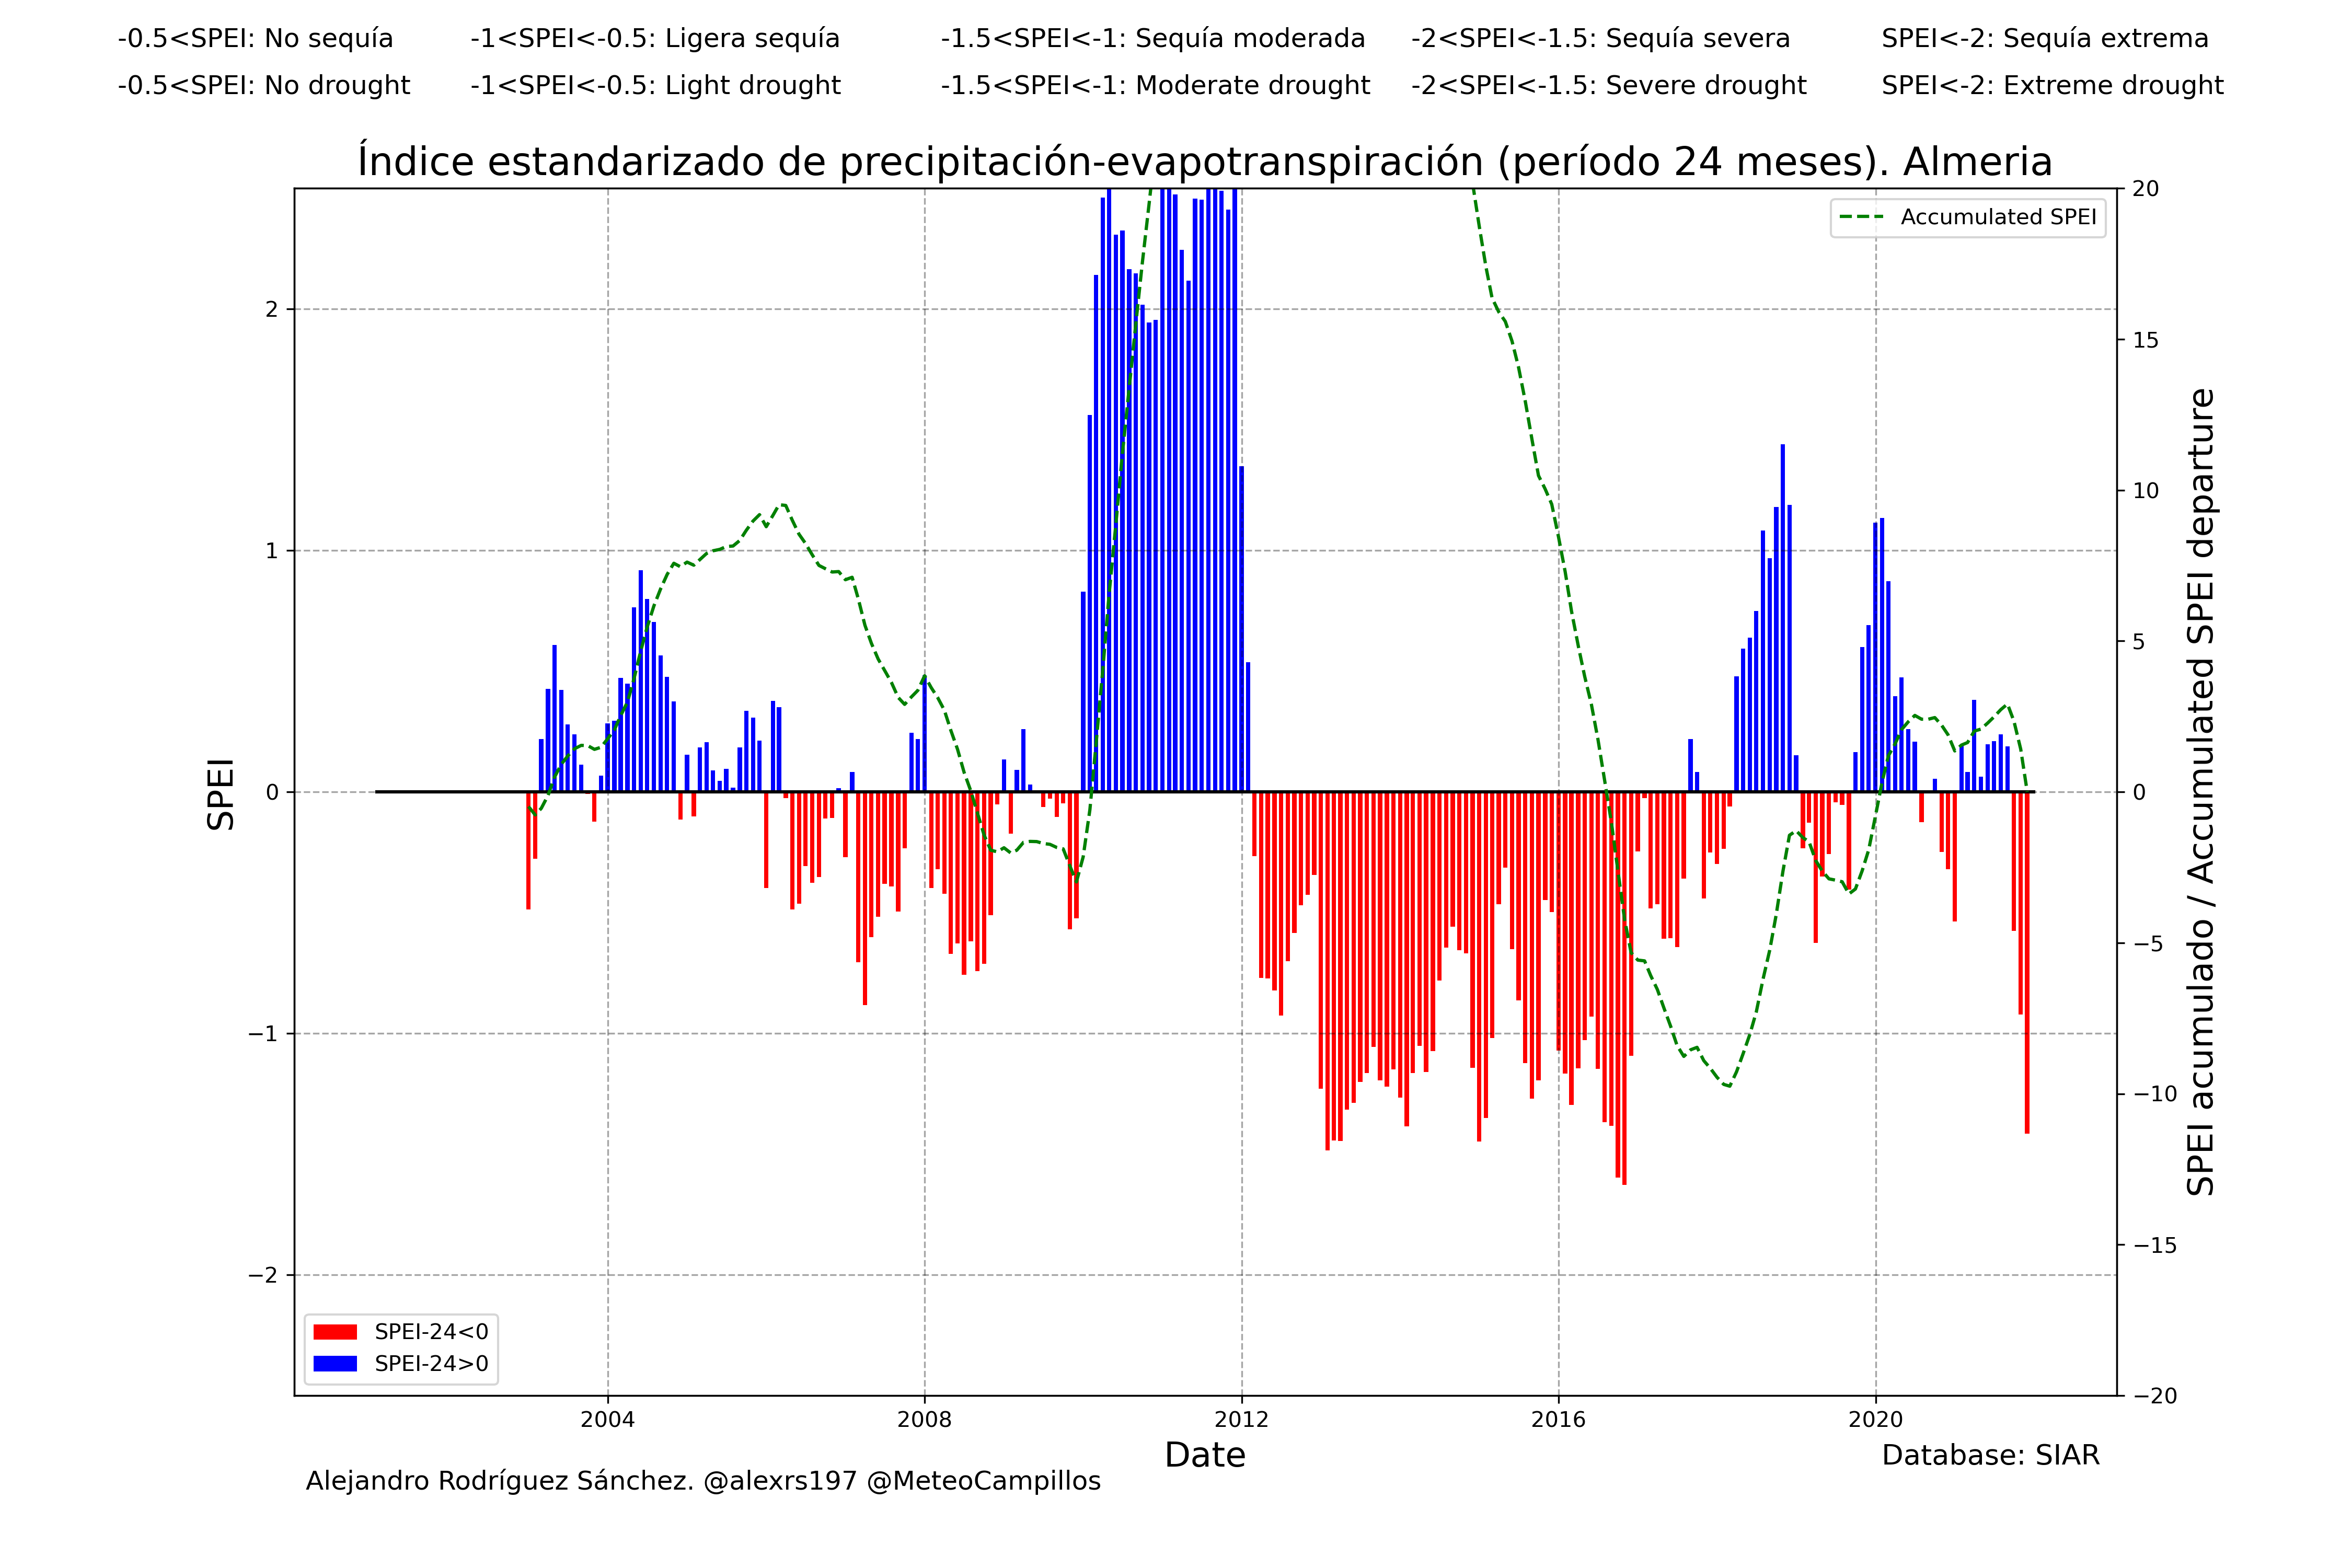 -0.5<SPEI: No sequía
-1<SPEI<-0.5: Ligera sequía
-1.5<SPEI<-1: Sequía moderada
-2<SPEI<-1.5: Sequía severa
SPEI<-2: Sequía extrema
-0.5<SPEI: No drought
-1<SPEI<-0.5: Light drought
-1.5<SPEI<-1: Moderate drought
-2<SPEI<-1.5: Severe drought
SPEI<-2: Extreme drought
Índice estandarizado de precipitación-evapotranspiración (período 24 meses). Almeria
Accumulated SPEI
SPEI
2
1
0
−1
−2
20
15
10
5
0
−5
−10
−15
−20
SPEI acumulado / Accumulated SPEI departure
SPEI-24<0
SPEI-24>0
2004
2008
2012
2016
2020
Date
Database: SIAR
Alejandro Rodríguez Sánchez. @alexrs197 @MeteoCampillos